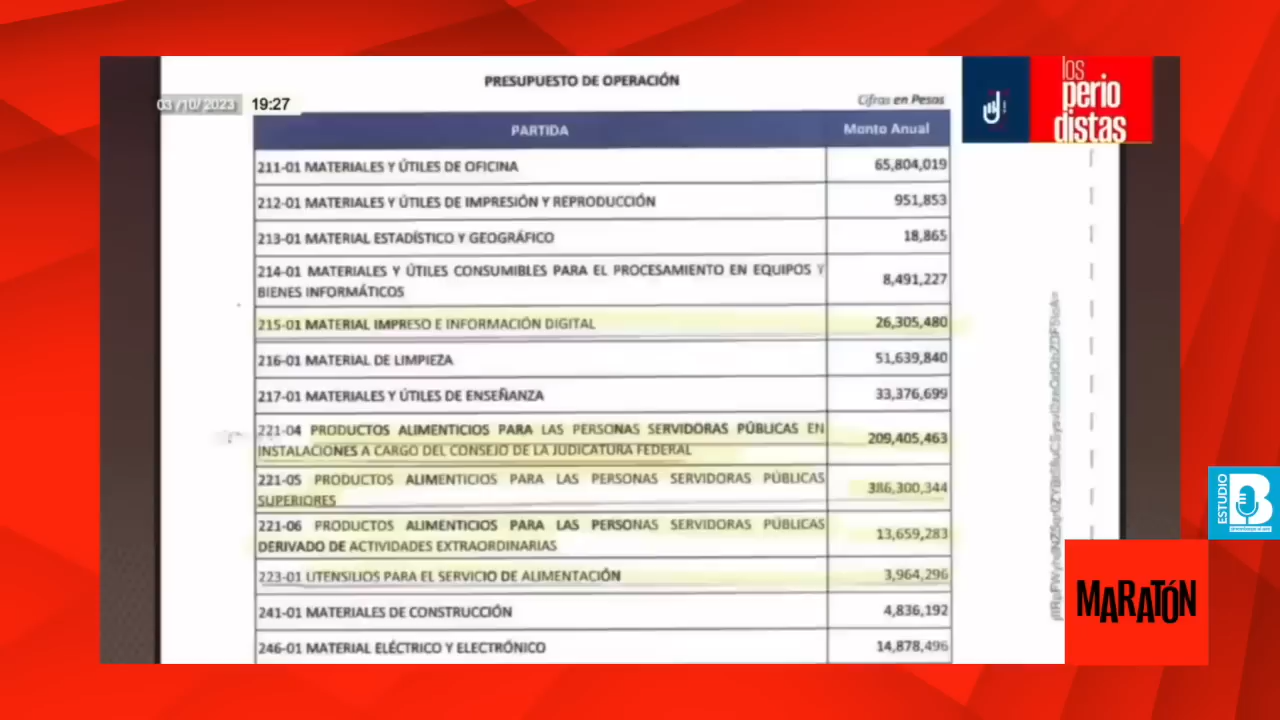 PRESUPUESTO DE OPERACIÓN
03/10/2023 19:27
Cifras en Pesos
los
perio
distas
PARTIDA Monto Anual
211-01 MATERIALES Y ÚTILES DE OFICINA 65,804,019
212-01 MATERIALES Y ÚTILES DE IMPRESIÓN Y REPRODUCCIÓN 951,853
213-01 MATERIAL ESTADÍSTICO Y GEOGRÁFICO 18,865
214-01 MATERIALES Y ÚTILES CONSUMIBLES PARA EL PROCESAMIENTO EN EQUIPOS Y
BIENES INFORMÁTICOS 8,491,227
215-01 MATERIAL IMPRESO E INFORMACIÓN DIGITAL 26,305,480
216-01 MATERIAL DE LIMPIEZA 51,639,840
217-01 MATERIALES Y ÚTILES DE ENSEÑANZA 33,376,699
221-04 PRODUCTOS ALIMENTICIOS PARA LAS PERSONAS SERVIDORAS PÚBLICAS EN
INSTALACIONES A CARGO DEL CONSEJO DE LA JUDICATURA FEDERAL 209,405,463
221-05 PRODUCTOS ALIMENTICIOS PARA LAS PERSONAS SERVIDORAS PÚBLICAS
SUPERIORES 386,300,344
221-06 PRODUCTOS ALIMENTICIOS PARA LAS PERSONAS SERVIDORAS PÚBLICAS
DERIVADO DE ACTIVIDADES EXTRAORDINARIAS 13,659,283
223-01 UTENSILIOS PARA EL SERVICIO DE ALIMENTACIÓN 3,964,296
241-01 MATERIALES DE CONSTRUCCIÓN 4,836,192
246-01 MATERIAL ELÉCTRICO Y ELECTRÓNICO 14,878,496
ESTUDIO
B
MARATÓN